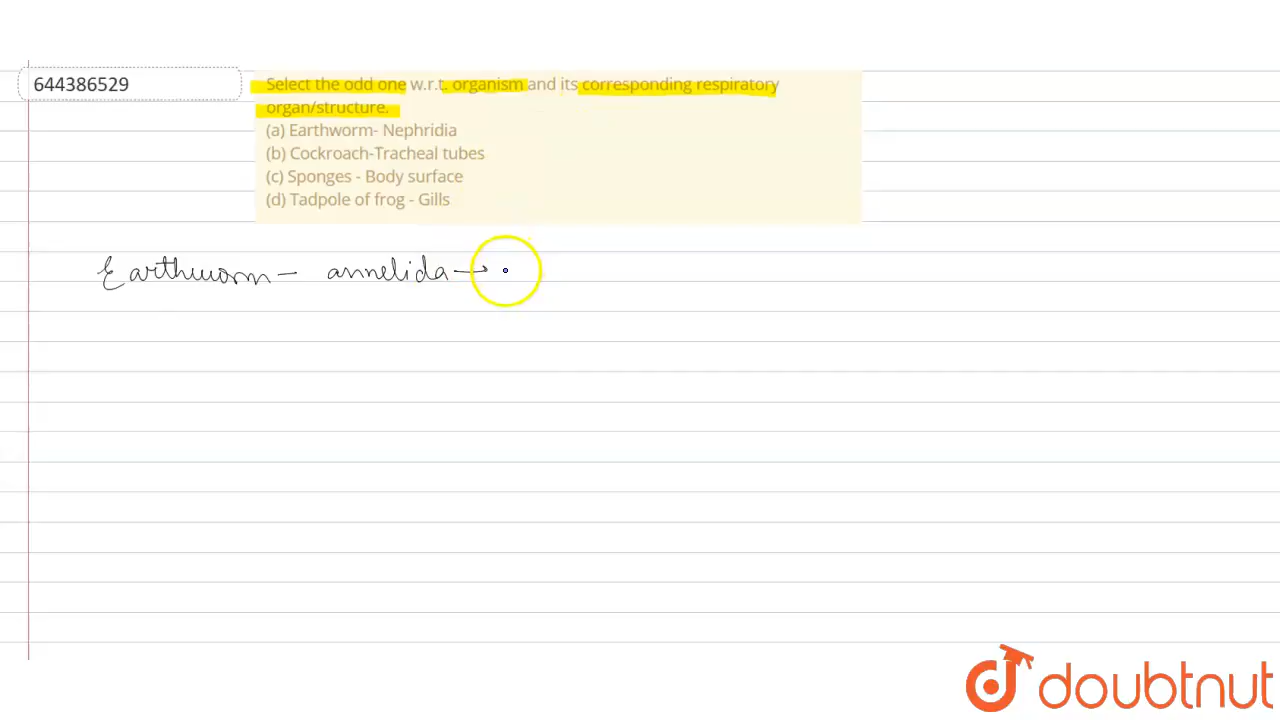 644386529
Select the odd one w.r.t. organism and its corresponding respiratory
organ/structure.
(a) Earthworm- Nephridia
(b) Cockroach-Tracheal tubes
(c) Sponges - Body surface
(d) Tadpole of frog - Gills
Earthworm - annelida →
doubtnut